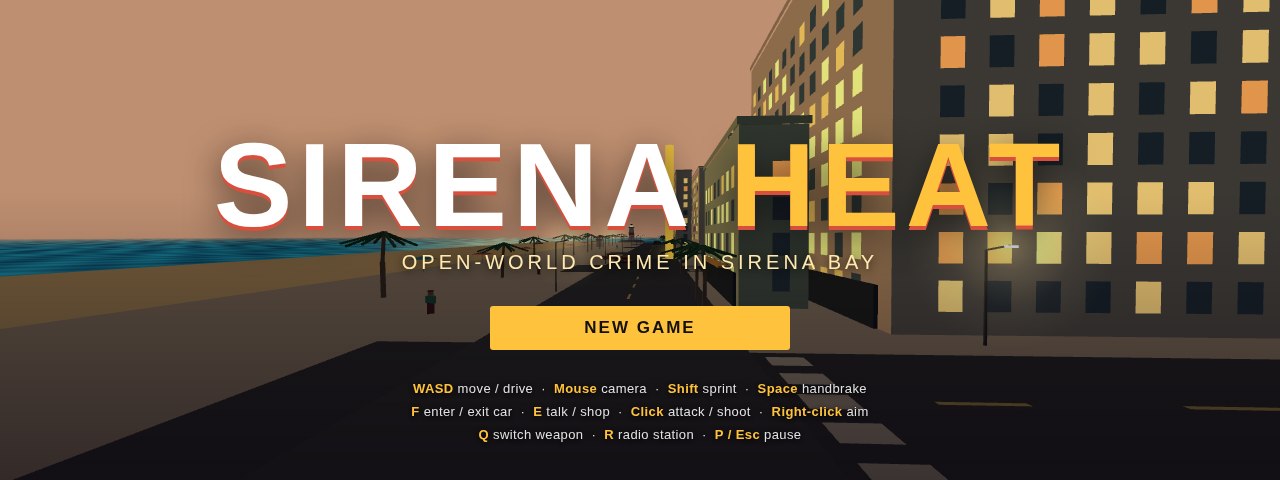 SIRENA HEAT
OPEN-WORLD CRIME IN SIRENA BAY
NEW GAME
WASD move / drive · Mouse camera · Shift sprint · Space handbrake
F enter / exit car · E talk / shop · Click attack / shoot · Right-click aim
Q switch weapon · R radio station · P / Esc pause